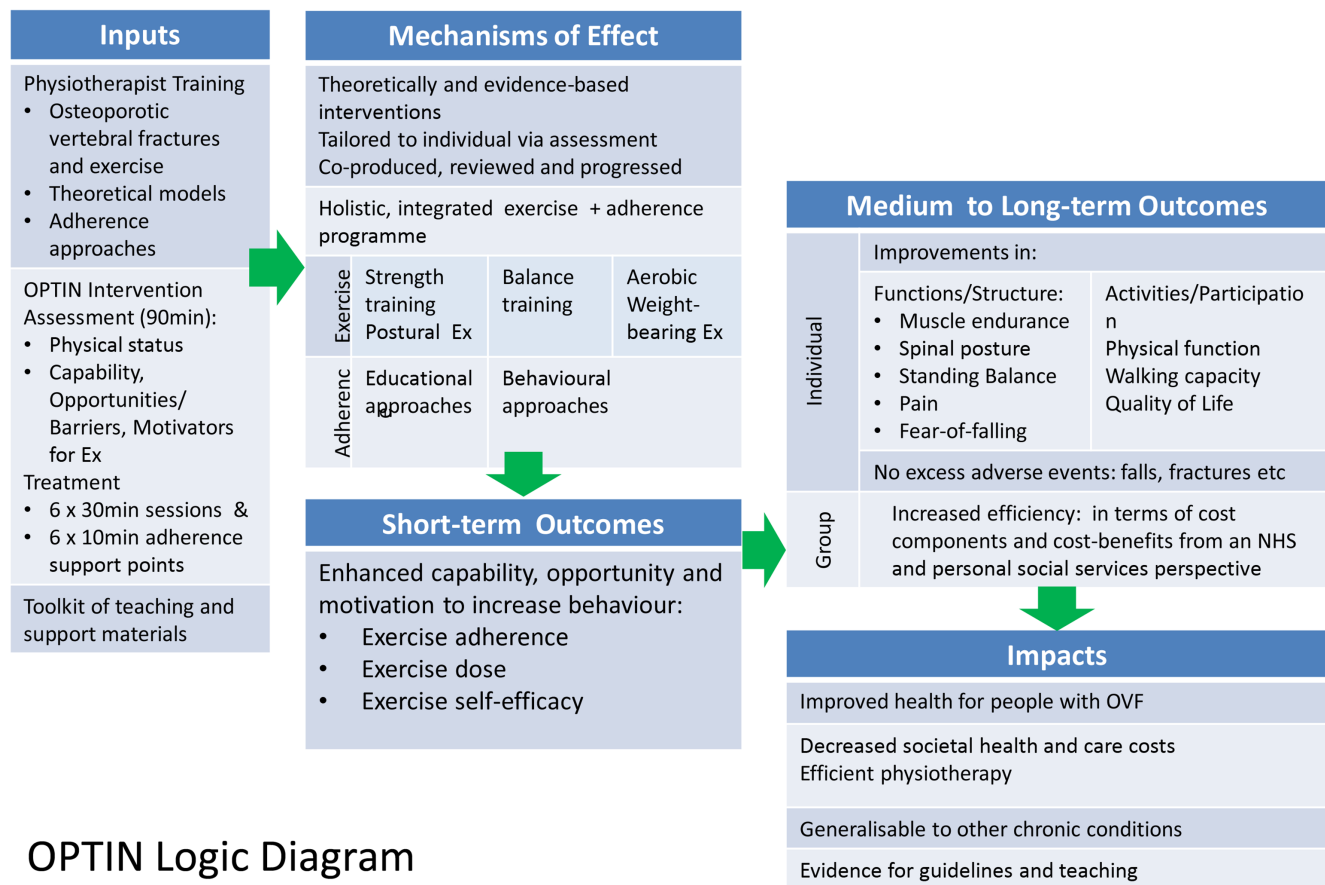 Inputs
Physiotherapist Training
• Osteoporotic
vertebral fractures
and exercise
• Theoretical models
• Adherence
approaches
OPTIN Intervention
Assessment (90min):
• Physical status
• Capability,
Opportunities/
Barriers, Motivators
for Ex
Treatment
• 6 x 30min sessions &
• 6 x 10min adherence
support points
Toolkit of teaching and
support materials
Mechanisms of Effect
Theoretically and evidence-based
interventions
Tailored to individual via assessment
Co-produced, reviewed and progressed
Holistic, integrated exercise + adherence
programme
Exercise
Strength
training
Postural Ex
Balance
training
Aerobic
Weight-
bearing Ex
Adherenc
e
Educational
approaches
Behavioural
approaches
Short-term Outcomes
Enhanced capability, opportunity and
motivation to increase behaviour:
• Exercise adherence
• Exercise dose
• Exercise self-efficacy
Medium to Long-term Outcomes
Individual
Improvements in:
Functions/Structure:
• Muscle endurance
• Spinal posture
• Standing Balance
• Pain
• Fear-of-falling
Activities/Participatio
n
Physical function
Walking capacity
Quality of Life
No excess adverse events: falls, fractures etc
Group
Increased efficiency: in terms of cost
components and cost-benefits from an NHS
and personal social services perspective
Impacts
Improved health for people with OVF
Decreased societal health and care costs
Efficient physiotherapy
Generalisable to other chronic conditions
Evidence for guidelines and teaching
OPTIN Logic Diagram